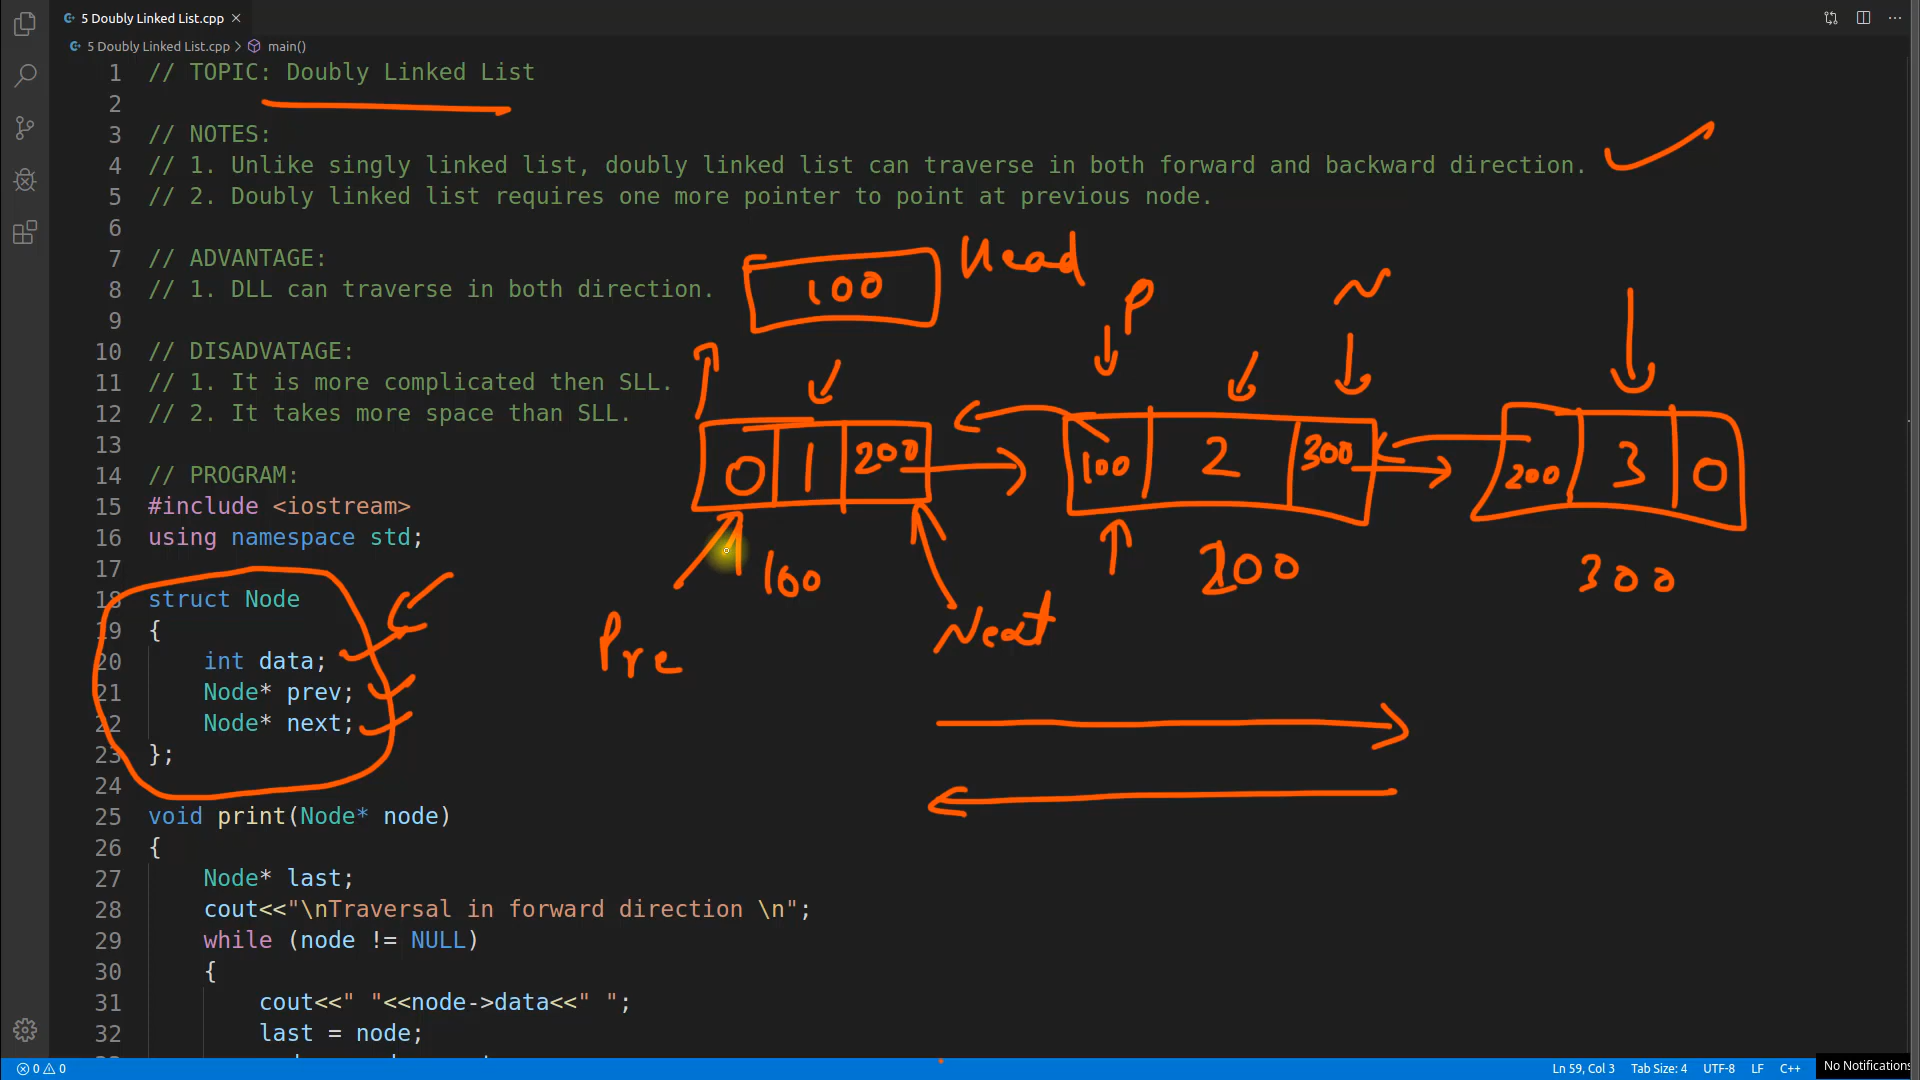 5 Doubly Linked List.cpp ×
5 Doubly Linked List.cpp > main()
1 // TOPIC: Doubly Linked List
2
3 // NOTES:
4 // 1. Unlike singly linked list, doubly linked list can traverse in both forward and backward direction.
5 // 2. Doubly linked list requires one more pointer to point at previous node.
6
7 // ADVANTAGE:
8 // 1. DLL can traverse in both direction.
9
10 // DISADVATAGE:
11 // 1. It is more complicated then SLL.
12 // 2. It takes more space than SLL.
13
14 // PROGRAM:
15 #include <iostream>
16 using namespace std;
17
18 struct Node
19 {
20 int data;
21 Node* prev;
22 Node* next;
23 };
24
25 void print(Node* node)
26 {
27 Node* last;
28 cout<<"\nTraversal in forward direction \n";
29 while (node != NULL)
30 {
31 cout<<" "<<node->data<<" ";
32 last = node;
100 Head
P N
0 1 200 100 2 300 200 3 0
100 200 300
Pre Next
0 0 Ln 59, Col 3 Tab Size: 4 UTF-8 LF C++ No Notifications